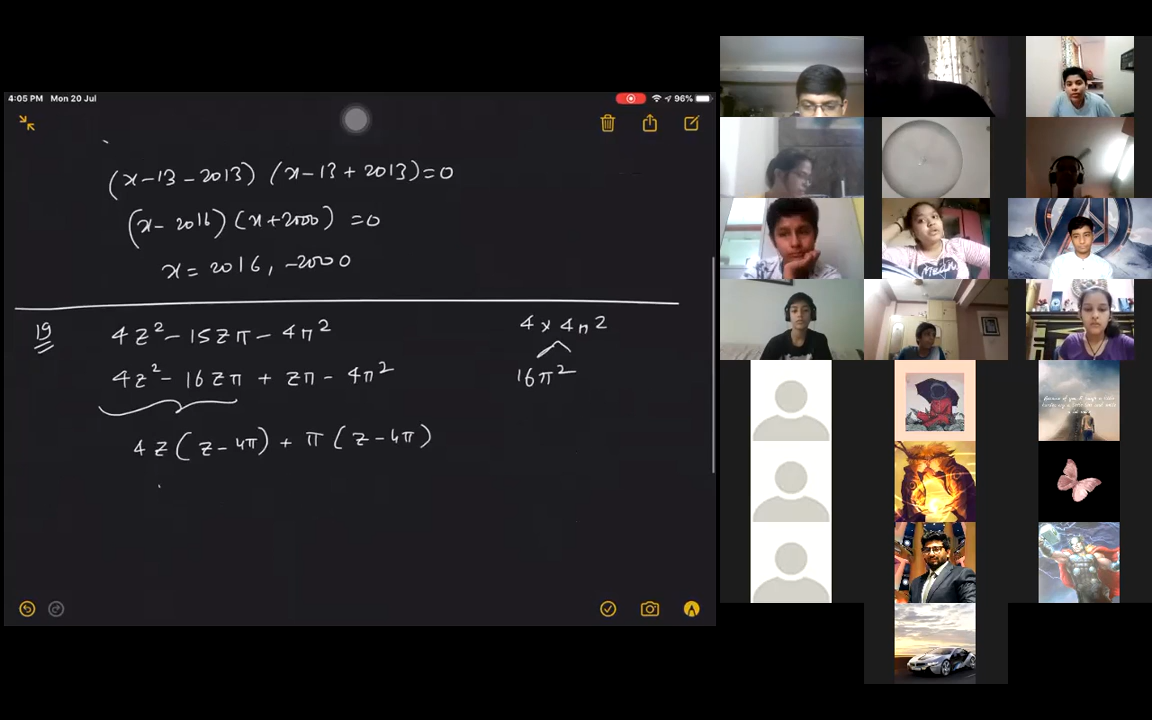 4:05 PM Mon 20 Jul 96%
(x-13-2013) (x-13+2013)=0
(x-2016) (x+2000) =0
x = 2016, -2000
19
4z² - 15zπ - 4π²
4z² - 16zπ + zπ - 4π²
4z(z-4π) + π(z-4π)
4 x 4π2
16π²